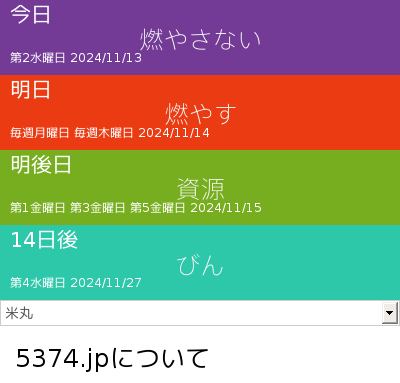 今日
燃やさない
第2水曜日 2024/11/13
明日
燃やす
毎週月曜日 毎週木曜日 2024/11/14
明後日
資源
第1金曜日 第3金曜日 第5金曜日 2024/11/15
14日後
びん
第4水曜日 2024/11/27
米丸
5374.jpについて